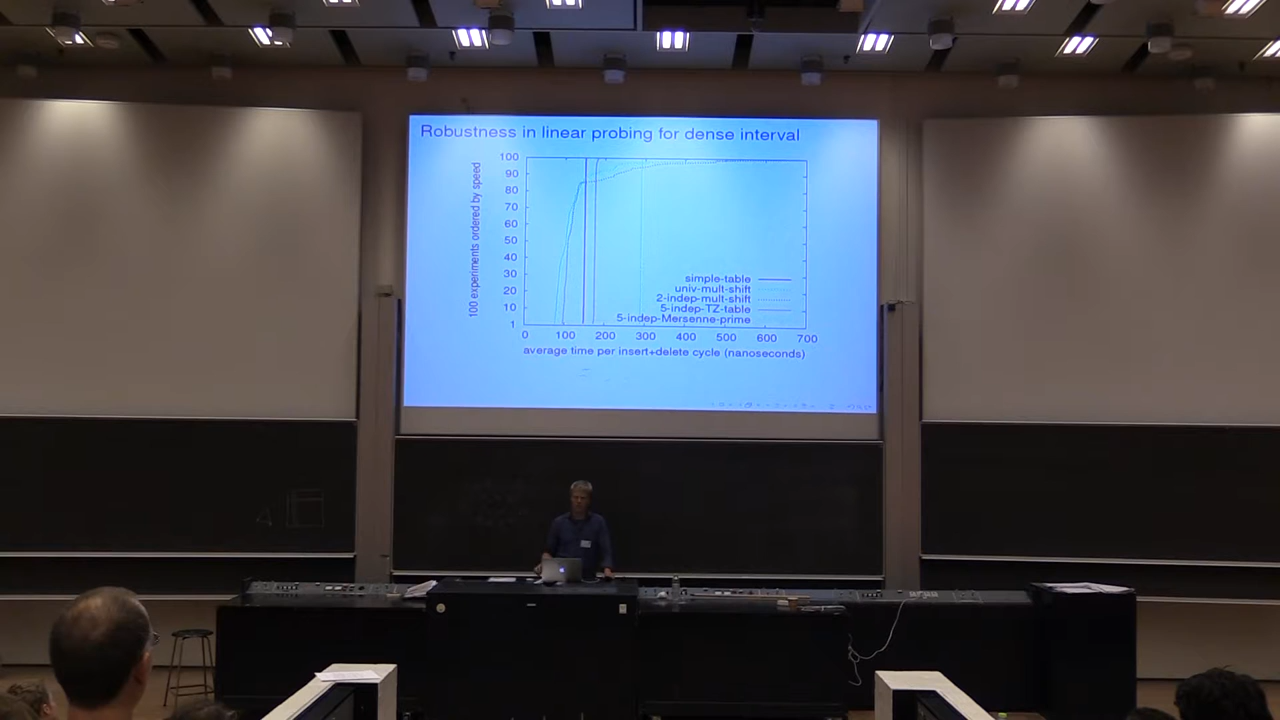 Robustness in linear probing for dense interval
100 experiments ordered by speed
100
90
80
70
60
50
40
30
20
10
1
simple-table
univ-mult-shift
2-indep-mult-shift
5-indep-TZ-table
5-indep-Mersenne-prime
0 100 200 300 400 500 600 700
average time per insert+delete cycle (nanoseconds)